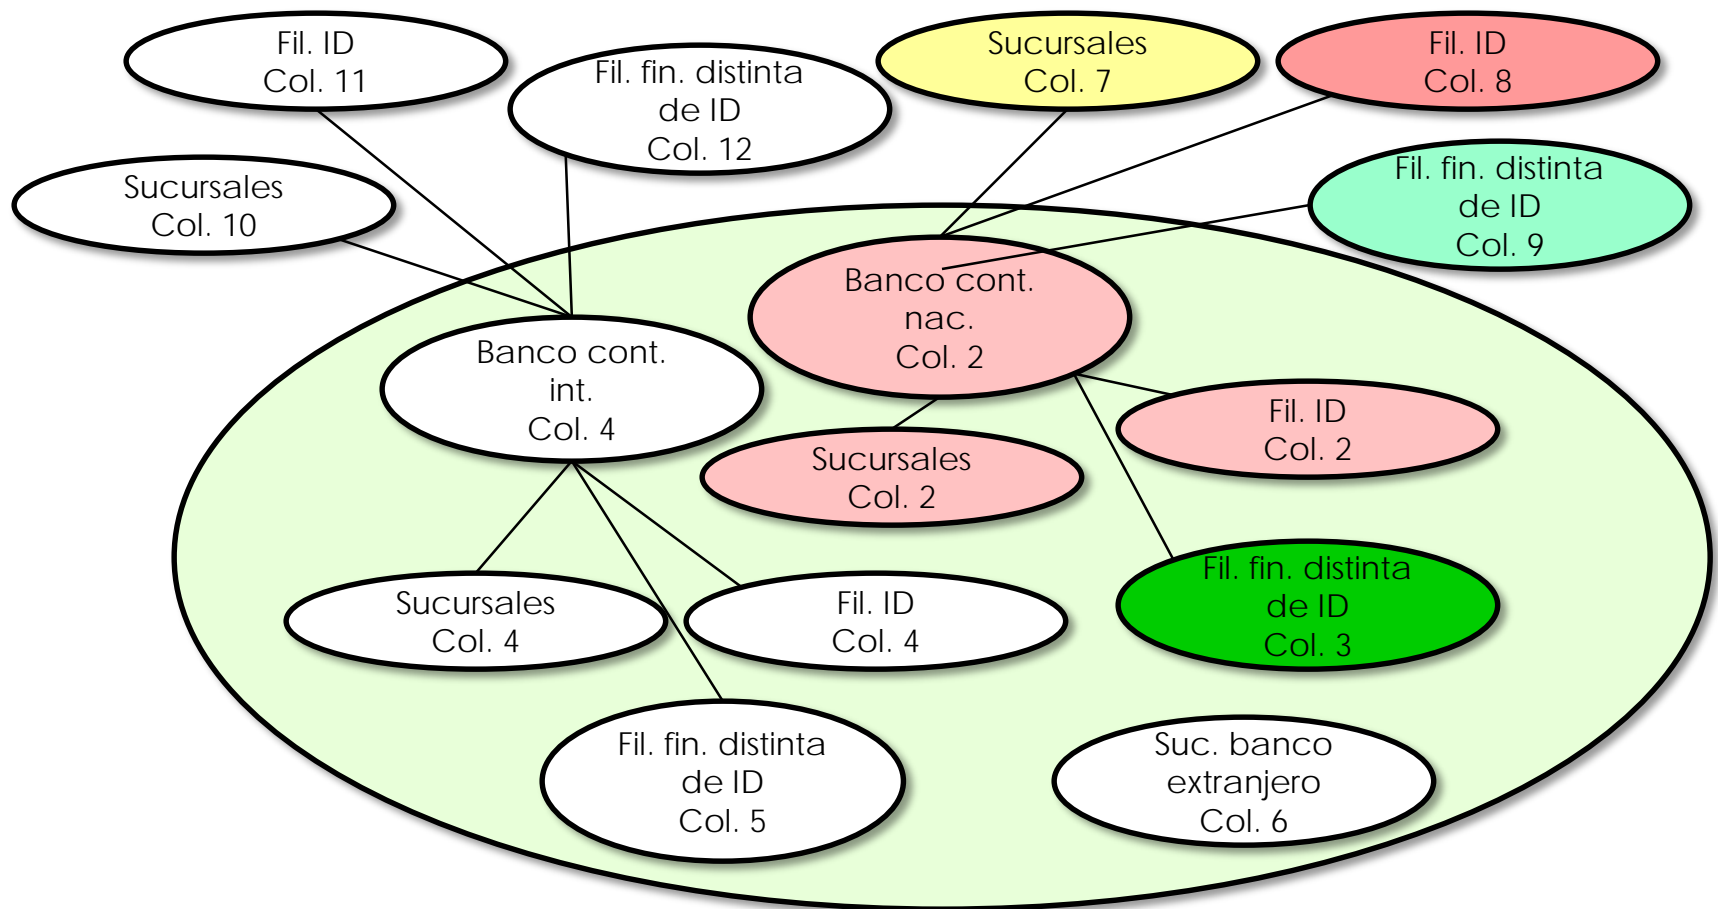 Fil. ID
Col. 11
Fil. fin. distinta
de ID
Col. 12
Sucursales
Col. 7
Fil. ID
Col. 8
Sucursales
Col. 10
Fil. fin. distinta
de ID
Col. 9
Banco cont.
nac.
Col. 2
Banco cont.
int.
Col. 4
Fil. ID
Col. 2
Sucursales
Col. 2
Fil. fin. distinta
de ID
Col. 3
Sucursales
Col. 4
Fil. ID
Col. 4
Fil. fin. distinta
de ID
Col. 5
Suc. banco
extranjero
Col. 6